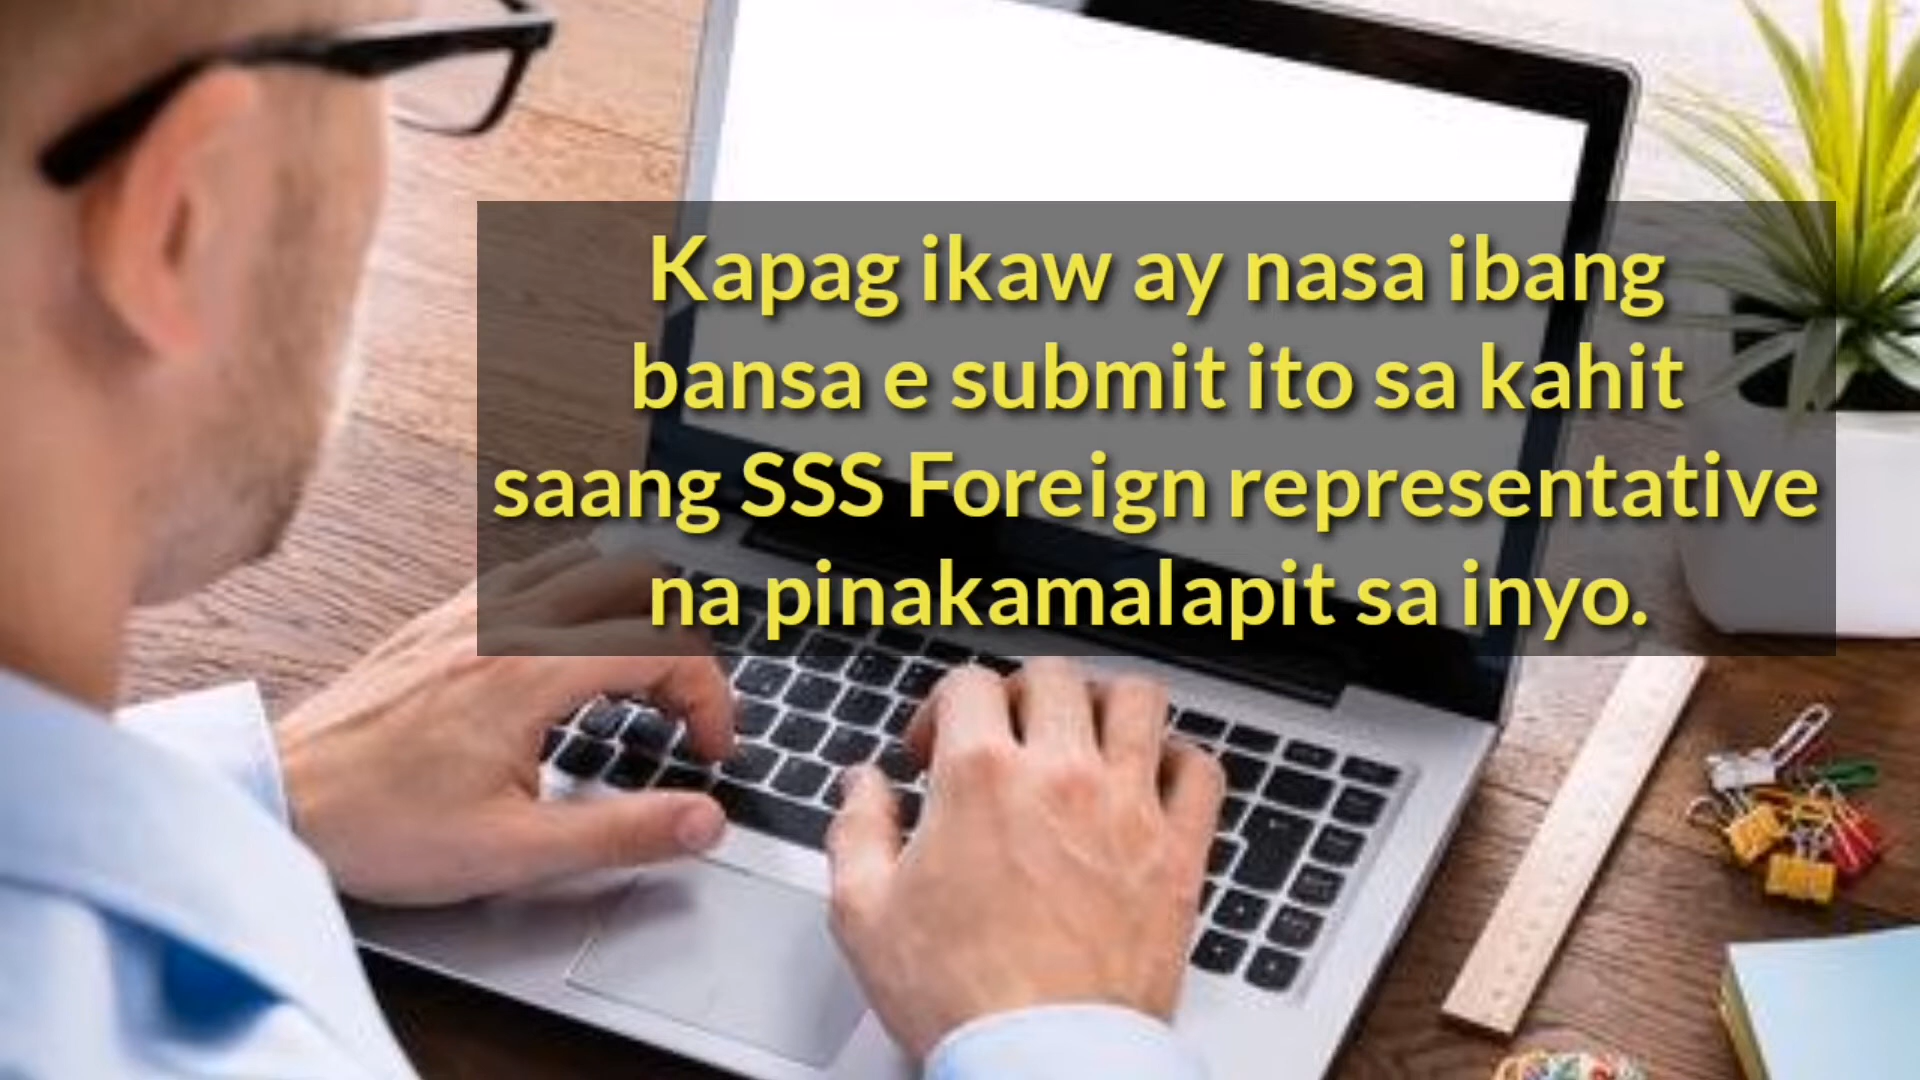 Kapag ikaw ay nasa ibang
bansa e submit ito sa kahit
saang SSS Foreign representative
na pinakamalapit sa inyo.